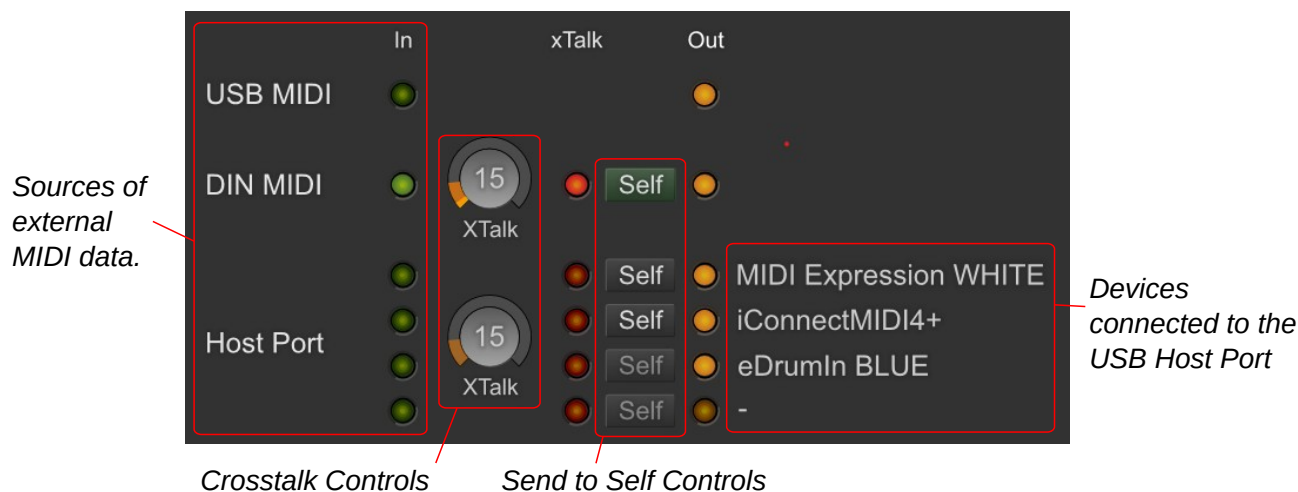 In xTalk Out
USB MIDI
DIN MIDI 15 Self
XTalk
Sources of
external
MIDI data.
Self MIDI Expression WHITE
Self iConnectMIDI4+
Host Port 15
Self eDrumIn BLUE
XTalk
Self -
Devices
connected to the
USB Host Port
Crosstalk Controls
Send to Self Controls